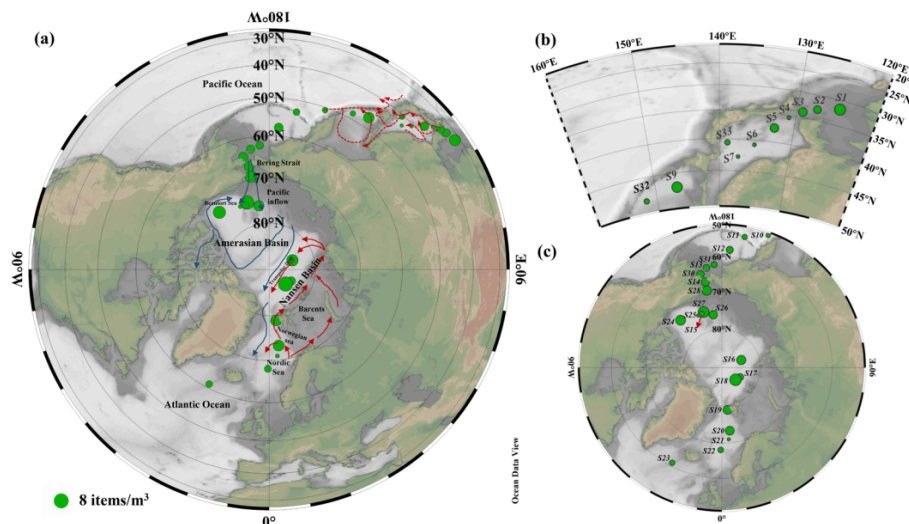 (a)
180°W
30°N
40°N
50°N
60°N
70°N
80°N
Pacific Ocean
Bering Strait
Pacific inflow
Beaufort Sea
Amerasian Basin
Nansen Basin
Barents Sea
Norwegian sea
Nordic Sea
Atlantic Ocean
90°W
90°E
0°
8 items/m³
Ocean Data View
(b)
160°E
150°E
140°E
130°E
120°E
20°
25°N
30°N
35°N
40°N
45°N
50°N
S1
S2
S3
S4
S5
S6
S33
S7
S9
S32
(c)
180°W
50°N
60°N
70°N
80°N
S11
S10
S12
S31
S13
S30
S14
S28
S27
S26
S25
S24
S15
S16
S17
S18
S19
S20
S21
S22
S23
90°W
90°E
0°